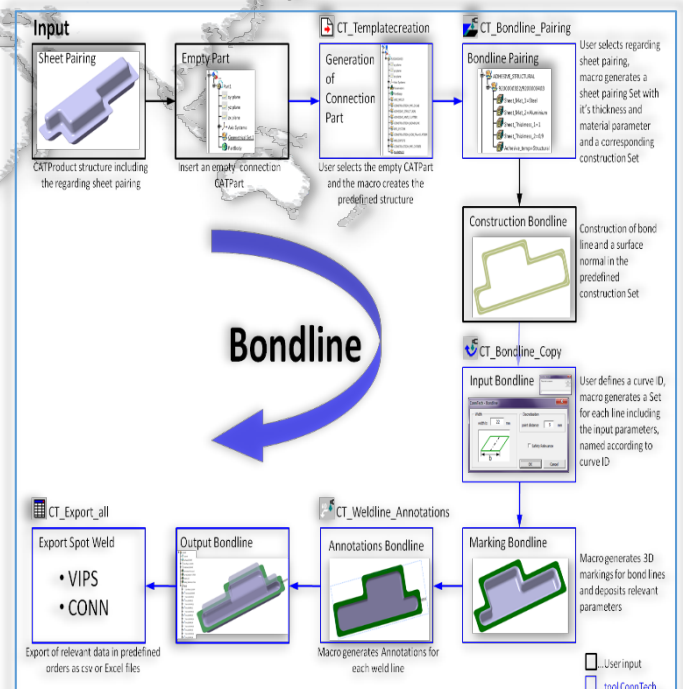 Input
Sheet Pairing
CATProduct structure including
the regarding sheet pairing
Empty Part
Insert an empty connection
CATPart
CT_Templatecreation
Generation
of
Connection
Part
User selects the empty CATPart
and the macro creates the
predefined structure
CT_Bondline_Pairing
Bondline Pairing
ADHESIVE_STRUCTURAL
Sheet_Mat_1=Steel
Sheet_Mat_2=Aluminium
Sheet_Thickness_1=1
User selects regarding
sheet pairing,
macro generates a
sheet pairing Set with
it's thickness and
material parameter
and a corresponding
construction Set
Construction Bondline
Construction of bond
line and a surface
normal in the
predefined
construction Set
Bondline
CT_Bondline_Copy
Input Bondline
User defines a curve ID,
macro generates a Set
for each line including
the input parameters,
named according to
curve ID
Marking Bondline
Macro generates 3D
markings for bond lines
and deposits relevant
parameters
CT_Weldline_Annotations
Annotations Bondline
Macro generates Annotations for
each weld line
Output Bondline
CT_Export_all
Export Spot Weld
• VIPS
• CONN
Export of relevant data in predefined
orders as csv or Excel files
...User input
...tool ConnTech